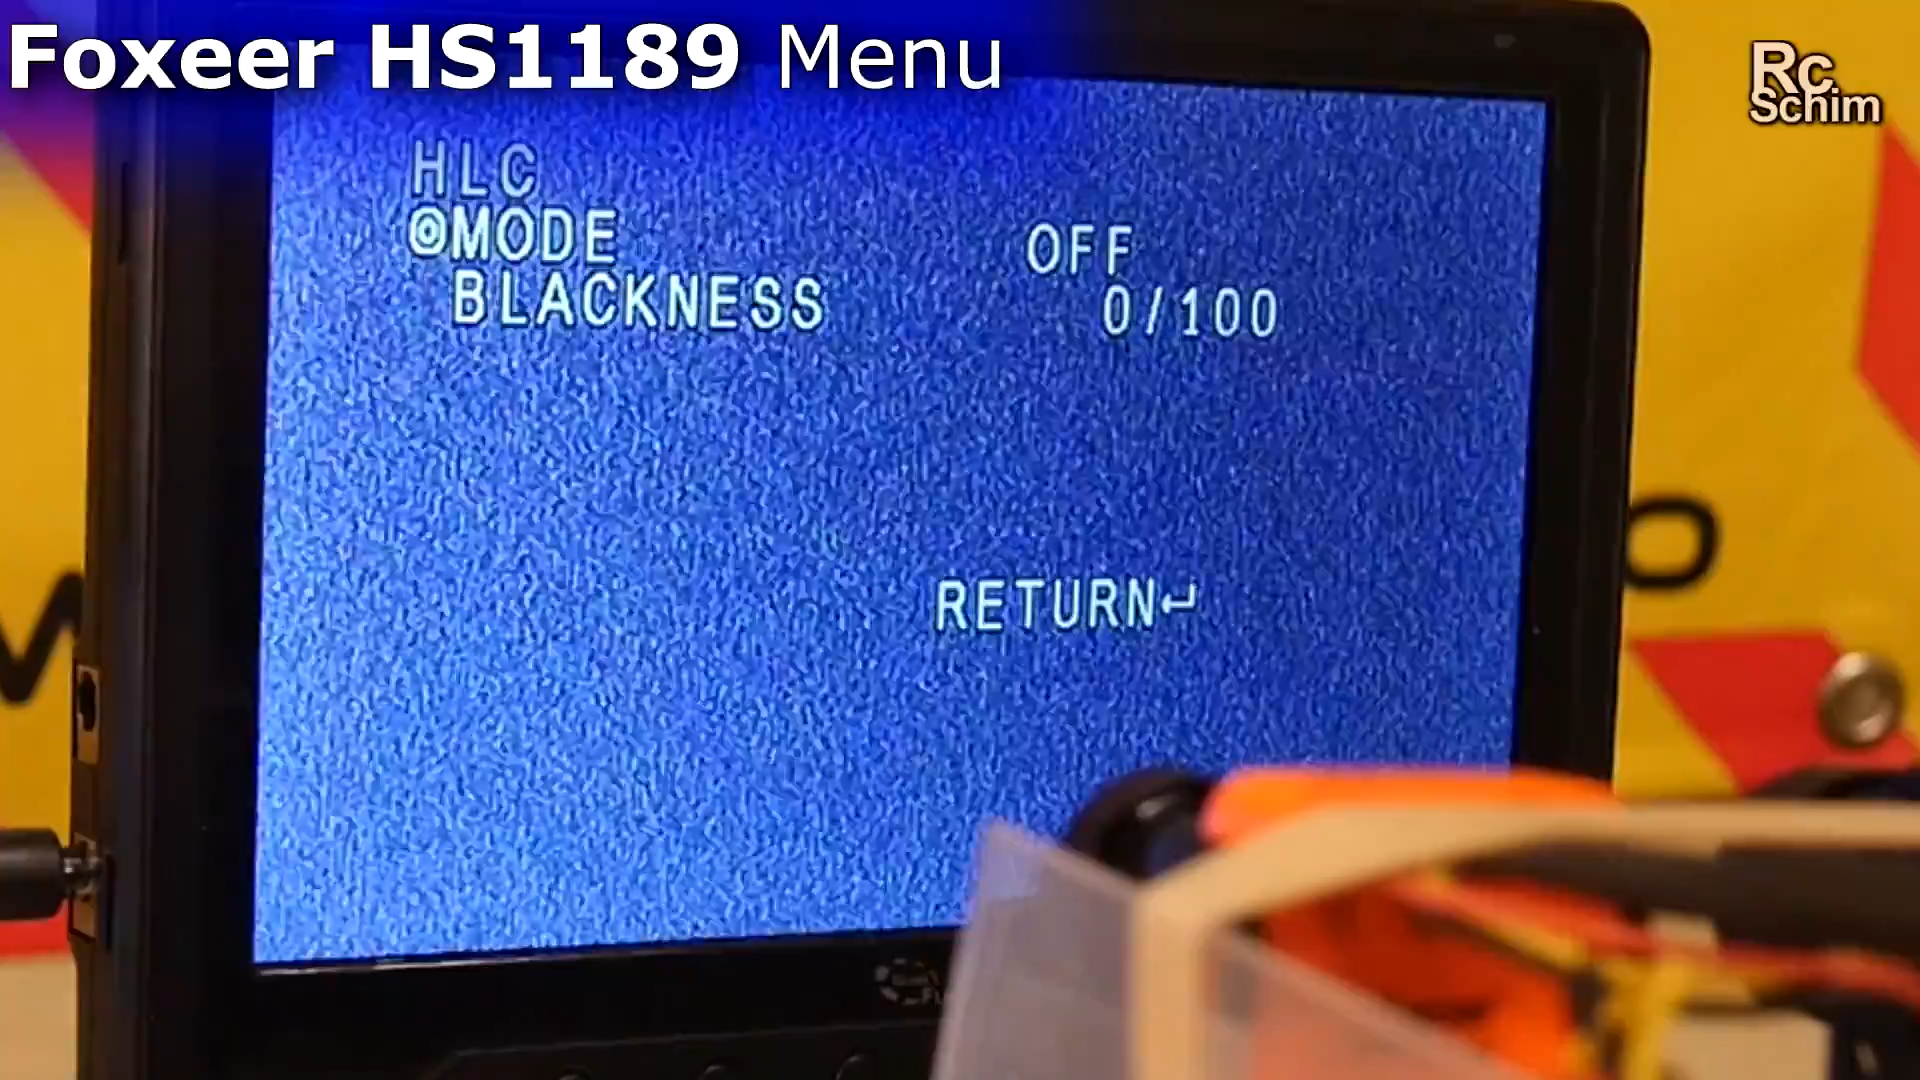 Foxeer HS1189 Menu
Rc
Schim
HLC
◎MODE OFF
BLACKNESS 0/100
RETURN↵